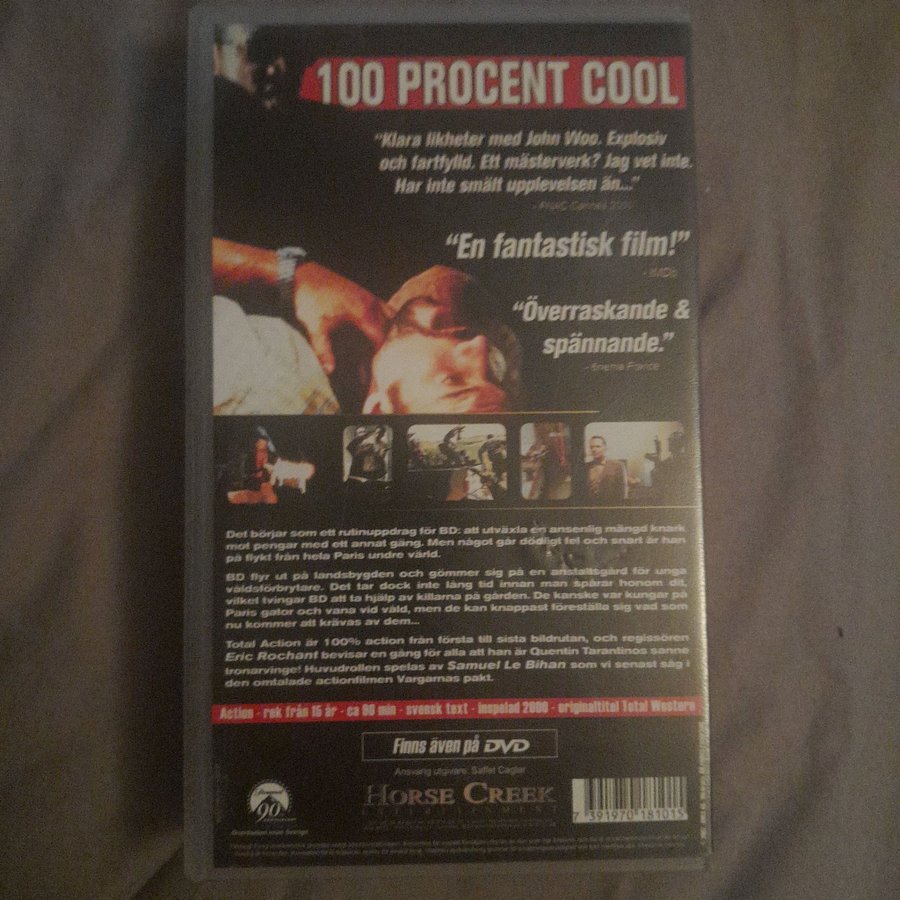 100 PROCENT COOL
"Klara likheter med John Woo. Explosiv
och fartfylld. Ett mästerverk? Jag vet inte.
Har inte smält upplevelsen än..."
"En fantastisk film!"
- IMDb
"Överraskande &
spännande."
Det börjar som ett rutinuppdrag för BD: att utväxla en ansenlig mängd knark
mot pengar med ett annat gäng. Men något går dödligt fel och snart är han
på flykt från hela Paris undre värld.
BD flyr ut på landsbygden och gömmer sig på en anstaltsgård för unga
våldsförbrytare. Det tar dock inte lång tid innan man spårar honom dit,
vilket tvingar BD att ta hjälp av killarna på gården. De kanske var kungar på
Paris gator och vana vid våld, men de kan knappast föreställa sig vad som
nu kommer att krävas av dem...
Total Action är 100% action från första till sista bildrutan, och regissören
Eric Rochant bevisar en gång för alla att han är Quentin Tarantinos sanne
tronarvinge! Huvudrollen spelas av Samuel Le Bihan som vi senast såg i
den omtalade actionfilmen Vargarnas pakt.
Action - rek från 15 år - ca 90 min - svensk text - inspelad 2000 - originaltitel Total Western
Finns även på DVD
Ansvarig utgivare: Saffet Caglar
HORSE CREEK
ENTERTAINMENT
Paramount
90
7 391970 181015